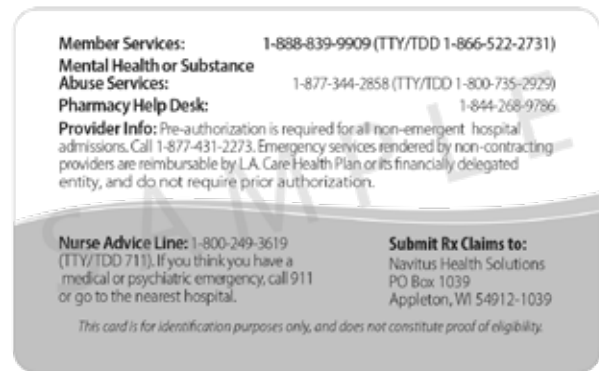 Member Services: 1-888-839-9909 (TTY/TDD 1-866-522-2731)
Mental Health or Substance
Abuse Services: 1-877-344-2858 (TTY/TDD 1-800-735-2929)
Pharmacy Help Desk: 1-844-268-9786
Provider Info: Pre-authorization is required for all non-emergent hospital
admissions. Call 1-877-431-2273. Emergency services rendered by non-contracting
providers are reimbursable by L.A. Care Health Plan or its financially delegated
entity, and do not require prior authorization.
SAMPLE
Nurse Advice Line: 1-800-249-3619
(TTY/TDD 711). If you think you have a
medical or psychiatric emergency, call 911
or go to the nearest hospital.
Submit Rx Claims to:
Navitus Health Solutions
PO Box 1039
Appleton, WI 54912-1039
This card is for identification purposes only, and does not constitute proof of eligibility.